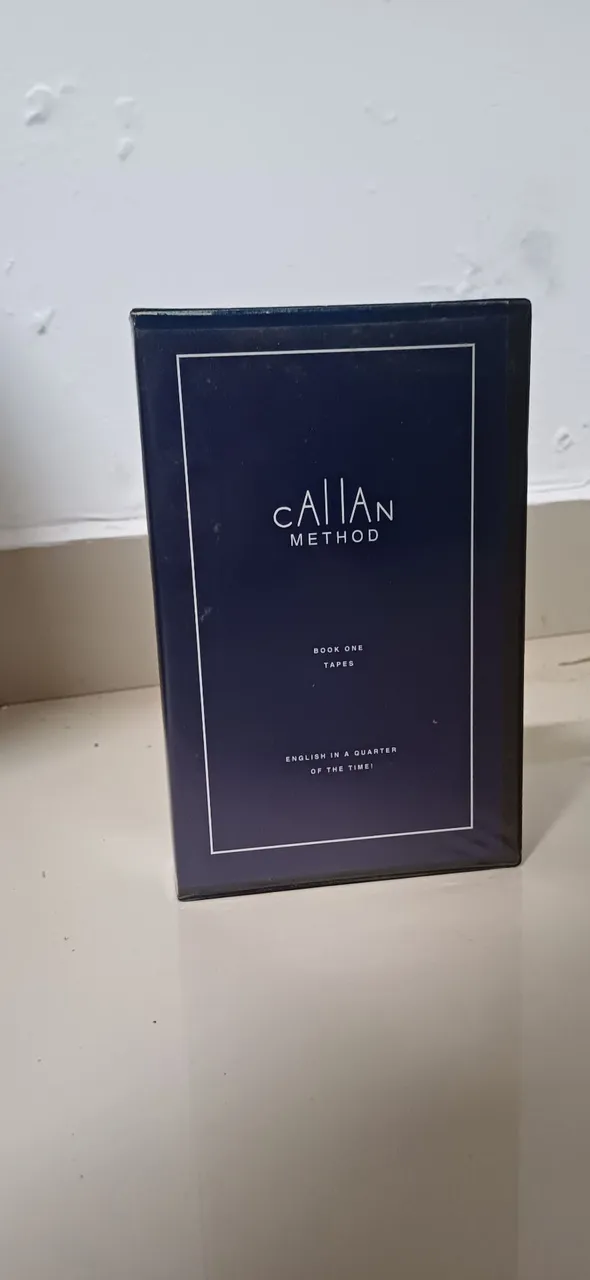 CALLAN
METHOD
BOOK ONE
TAPES
ENGLISH IN A QUARTER
OF THE TIME!